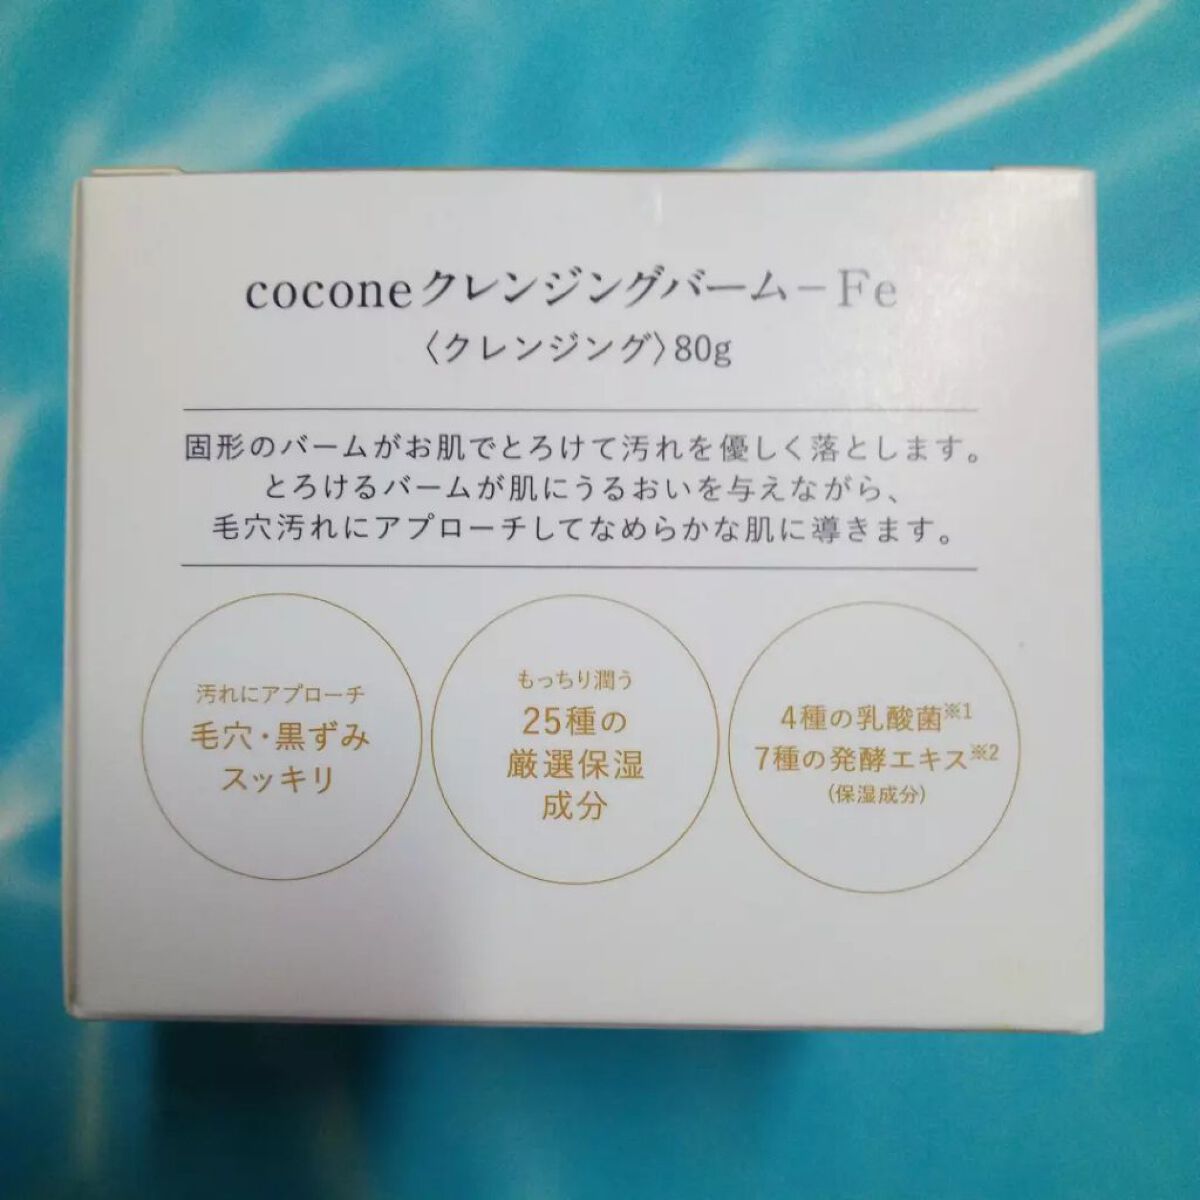 coconeクレンジングバーム−Fe
〈クレンジング〉80g
固形のバームがお肌でとろけて汚れを優しく落とします。
とろけるバームが肌にうるおいを与えながら、
毛穴汚れにアプローチしてなめらかな肌に導きます。
汚れにアプローチ
毛穴・黒ずみ
スッキリ
もっちり潤う
25種の
厳選保湿
成分
4種の乳酸菌※1
7種の発酵エキス※2
(保湿成分)